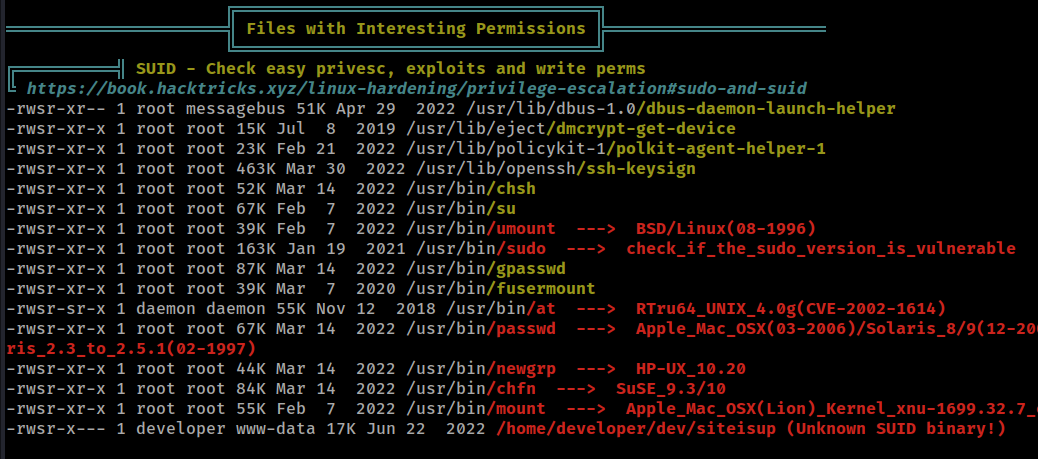 Files with Interesting Permissions
SUID - Check easy privesc, exploits and write perms
https://book.hacktricks.xyz/linux-hardening/privilege-escalation#sudo-and-suid
-rwsr-xr-- 1 root messagebus 51K Apr 29  2022 /usr/lib/dbus-1.0/dbus-daemon-launch-helper
-rwsr-xr-x 1 root root 15K Jul  8  2019 /usr/lib/eject/dmcrypt-get-device
-rwsr-xr-x 1 root root 23K Feb 21  2022 /usr/lib/policykit-1/polkit-agent-helper-1
-rwsr-xr-x 1 root root 463K Mar 30  2022 /usr/lib/openssh/ssh-keysign
-rwsr-xr-x 1 root root 52K Mar 14  2022 /usr/bin/chsh
-rwsr-xr-x 1 root root 67K Feb  7  2022 /usr/bin/su
-rwsr-xr-x 1 root root 39K Feb  7  2022 /usr/bin/umount  --->  BSD/Linux(08-1996)
-rwsr-xr-x 1 root root 163K Jan 19  2021 /usr/bin/sudo  --->  check_if_the_sudo_version_is_vulnerable
-rwsr-xr-x 1 root root 87K Mar 14  2022 /usr/bin/gpasswd
-rwsr-xr-x 1 root root 39K Mar  7  2020 /usr/bin/fusermount
-rwsr-sr-x 1 daemon daemon 55K Nov 12  2018 /usr/bin/at  --->  RTru64_UNIX_4.0g(CVE-2002-1614)
-rwsr-xr-x 1 root root 67K Mar 14  2022 /usr/bin/passwd  --->  Apple_Mac_OSX(03-2006)/Solaris_8/9(12-20
ris_2.3_to_2.5.1(02-1997)
-rwsr-xr-x 1 root root 44K Mar 14  2022 /usr/bin/newgrp  --->  HP-UX_10.20
-rwsr-xr-x 1 root root 84K Mar 14  2022 /usr/bin/chfn  --->  SuSE_9.3/10
-rwsr-xr-x 1 root root 55K Feb  7  2022 /usr/bin/mount  --->  Apple_Mac_OSX(Lion)_Kernel_xnu-1699.32.7_
-rwsr-x--- 1 developer www-data 17K Jun 22  2022 /home/developer/dev/siteisup (Unknown SUID binary!)